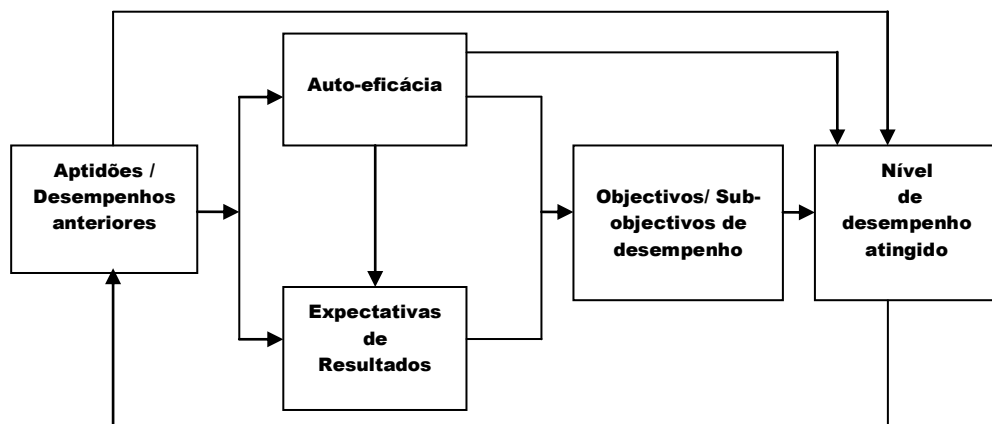 Auto-eficácia
Aptidões /
Desempenhos
anteriores
Expectativas
de
Resultados
Objectivos/ Sub-
objectivos de
desempenho
Nível
de
desempenho
atingido